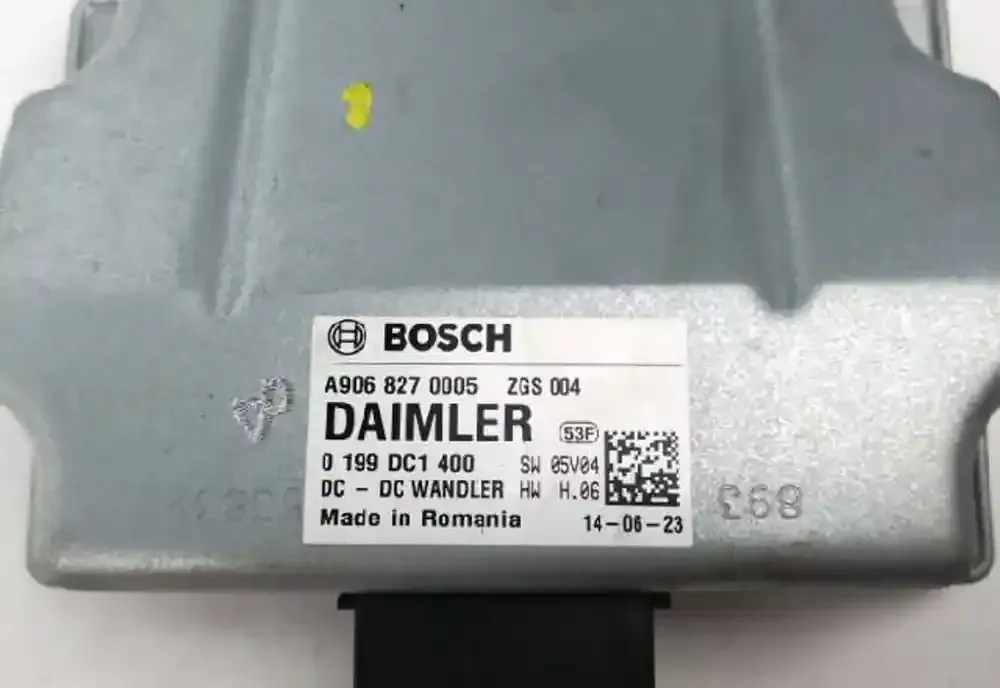 BOSCH
A906 827 0005 ZGS 004
DAIMLER 53F
0 199 DC1 400 SW 05V04
DC - DC WANDLER HW H.06
Made in Romania 14-06-23